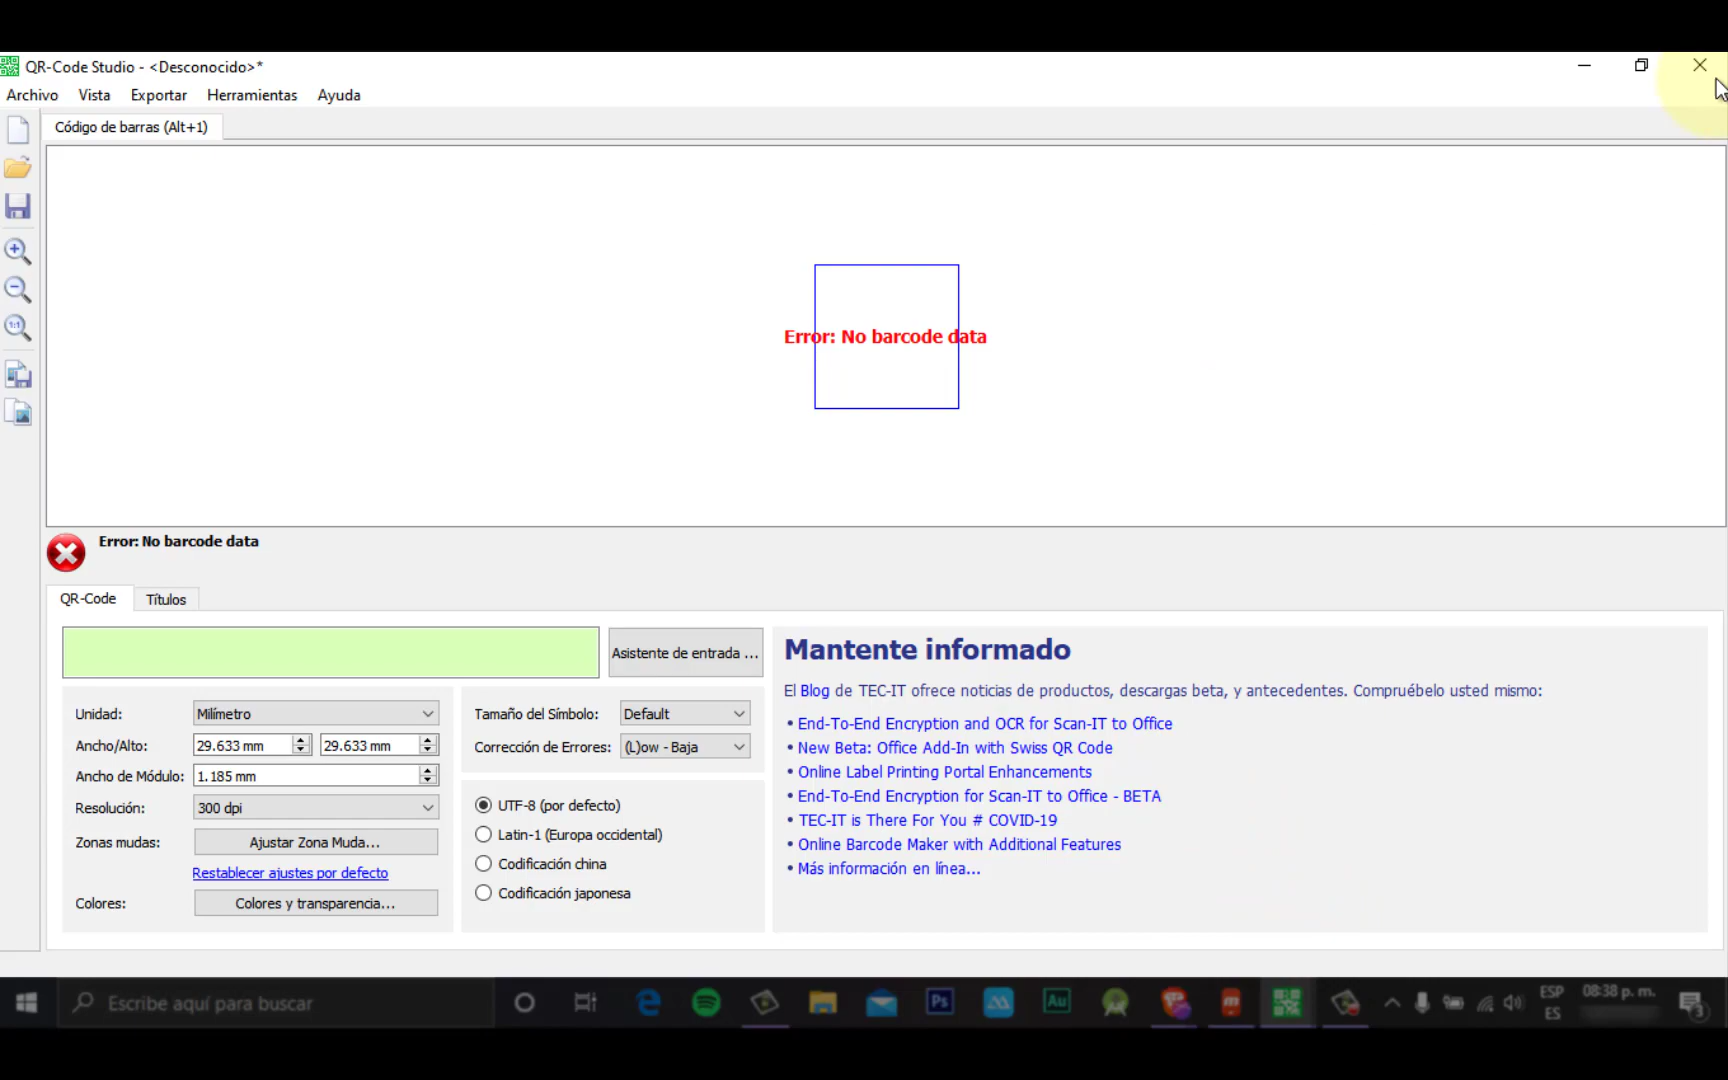 QR-Code Studio - <Desconocido>*
Archivo Vista Exportar Herramientas Ayuda
Código de barras (Alt+1)
1:1
Error: No barcode data
Error: No barcode data
QR-Code Títulos
Asistente de entrada ...
Unidad: Milímetro
Ancho/Alto: 29.633 mm 29.633 mm
Ancho de Módulo: 1.185 mm
Resolución: 300 dpi
Zonas mudas: Ajustar Zona Muda...
Restablecer ajustes por defecto
Colores: Colores y transparencia...
Tamaño del Símbolo: Default
Corrección de Errores: (L)ow - Baja
UTF-8 (por defecto)
Latin-1 (Europa occidental)
Codificación china
Codificación japonesa
Mantente informado
El Blog de TEC-IT ofrece noticias de productos, descargas beta, y antecedentes. Compruébelo usted mismo:
• End-To-End Encryption and OCR for Scan-IT to Office
• New Beta: Office Add-In with Swiss QR Code
• Online Label Printing Portal Enhancements
• End-To-End Encryption for Scan-IT to Office - BETA
• TEC-IT is There For You # COVID-19
• Online Barcode Maker with Additional Features
• Más información en línea...
Escribe aquí para buscar
Ps
Au
ESP
ES
08:38 p. m.
3